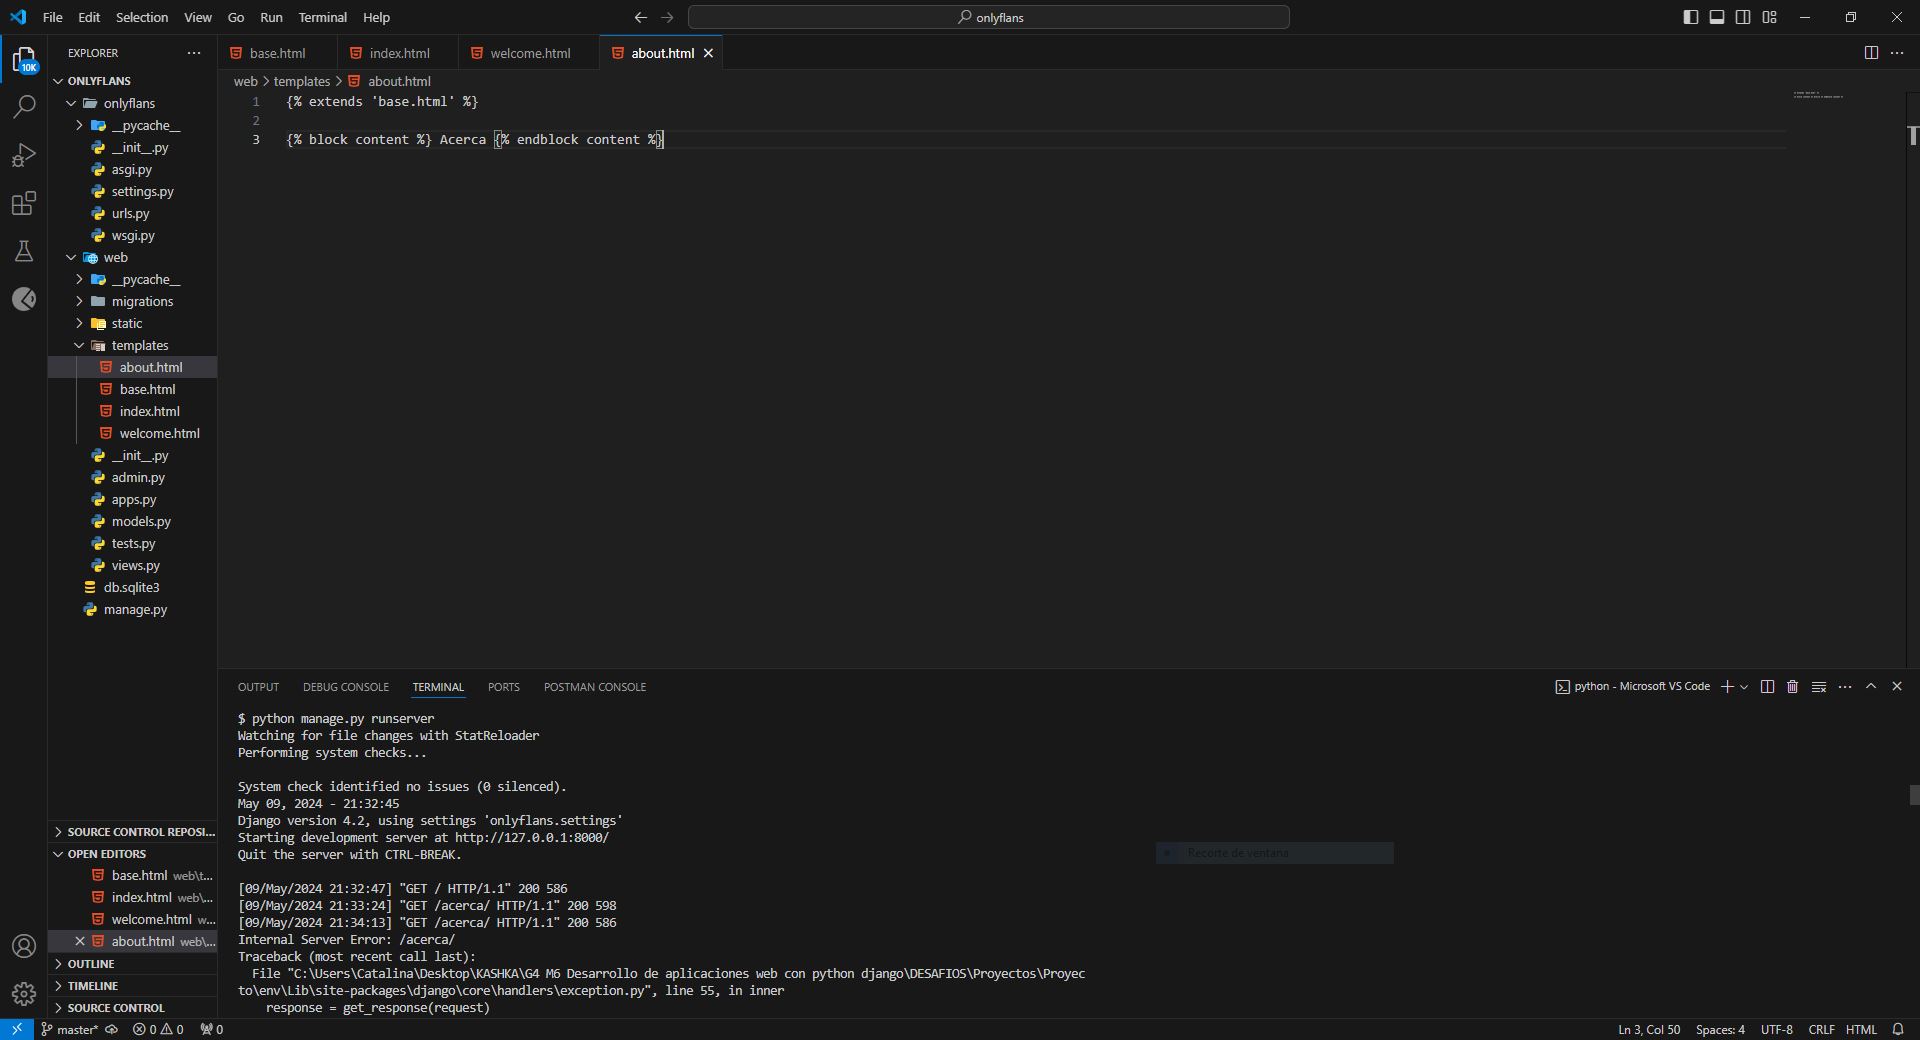 File Edit Selection View Go Run Terminal Help
onlyflans
EXPLORER
base.html
index.html
welcome.html
about.html
10K
web > templates > about.html
ONLYFLANS
onlyflans
__pycache__
__init__.py
asgi.py
settings.py
urls.py
wsgi.py
web
__pycache__
migrations
static
templates
about.html
base.html
index.html
welcome.html
__init__.py
admin.py
apps.py
models.py
tests.py
views.py
db.sqlite3
manage.py
SOURCE CONTROL REPOSI...
OPEN EDITORS
base.html web\t...
index.html web\...
welcome.html w...
about.html web\...
OUTLINE
TIMELINE
SOURCE CONTROL
1 {% extends 'base.html' %}
2
3 {% block content %} Acerca {% endblock content %}
OUTPUT DEBUG CONSOLE TERMINAL PORTS POSTMAN CONSOLE
python - Microsoft VS Code
$ python manage.py runserver
Watching for file changes with StatReloader
Performing system checks...
System check identified no issues (0 silenced).
May 09, 2024 - 21:32:45
Django version 4.2, using settings 'onlyflans.settings'
Starting development server at http://127.0.0.1:8000/
Quit the server with CTRL-BREAK.
Recorte de ventana
[09/May/2024 21:32:47] "GET / HTTP/1.1" 200 586
[09/May/2024 21:33:24] "GET /acerca/ HTTP/1.1" 200 598
[09/May/2024 21:34:13] "GET /acerca/ HTTP/1.1" 200 586
Internal Server Error: /acerca/
Traceback (most recent call last):
File "C:\Users\Catalina\Desktop\KASHKA\G4 M6 Desarrollo de aplicaciones web con python django\DESAFIOS\Proyectos\Proyec
to\env\Lib\site-packages\django\core\handlers\exception.py", line 55, in inner
response = get_response(request)
master* 0 0 0
Ln 3, Col 50 Spaces: 4 UTF-8 CRLF HTML